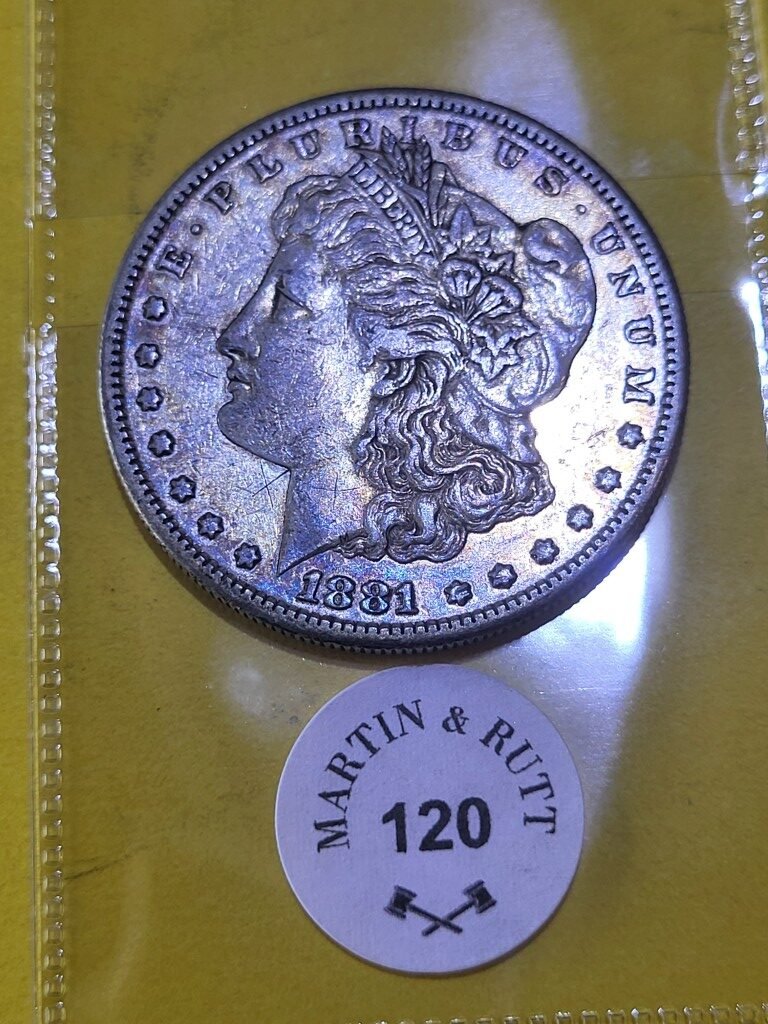 E·PLURIBUS·UNUM
LIBERTY
1881
MARTIN & RUTT
120